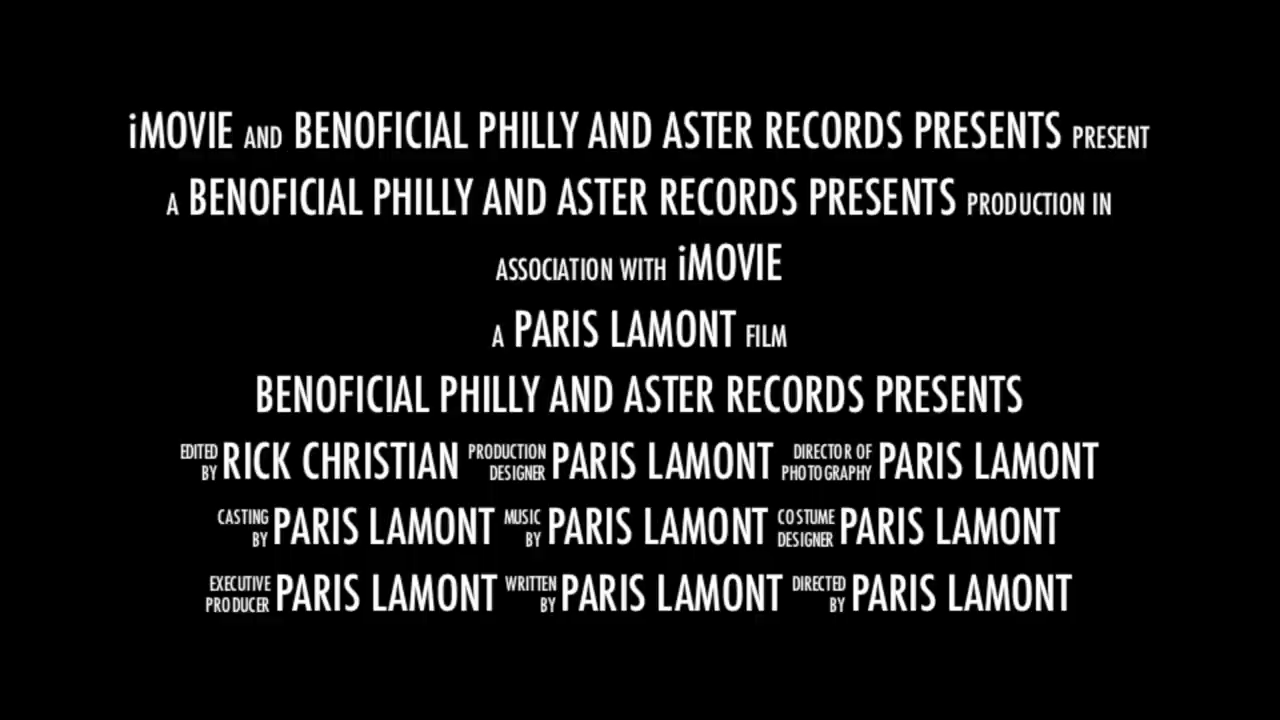 iMOVIE AND BENOFICIAL PHILLY AND ASTER RECORDS PRESENTS PRESENT
A BENOFICIAL PHILLY AND ASTER RECORDS PRESENTS PRODUCTION IN
ASSOCIATION WITH iMOVIE
A PARIS LAMONT FILM
BENOFICIAL PHILLY AND ASTER RECORDS PRESENTS
EDITED BY RICK CHRISTIAN PRODUCTION DESIGNER PARIS LAMONT DIRECTOR OF PHOTOGRAPHY PARIS LAMONT
CASTING BY PARIS LAMONT MUSIC BY PARIS LAMONT COSTUME DESIGNER PARIS LAMONT
EXECUTIVE PRODUCER PARIS LAMONT WRITTEN BY PARIS LAMONT DIRECTED BY PARIS LAMONT